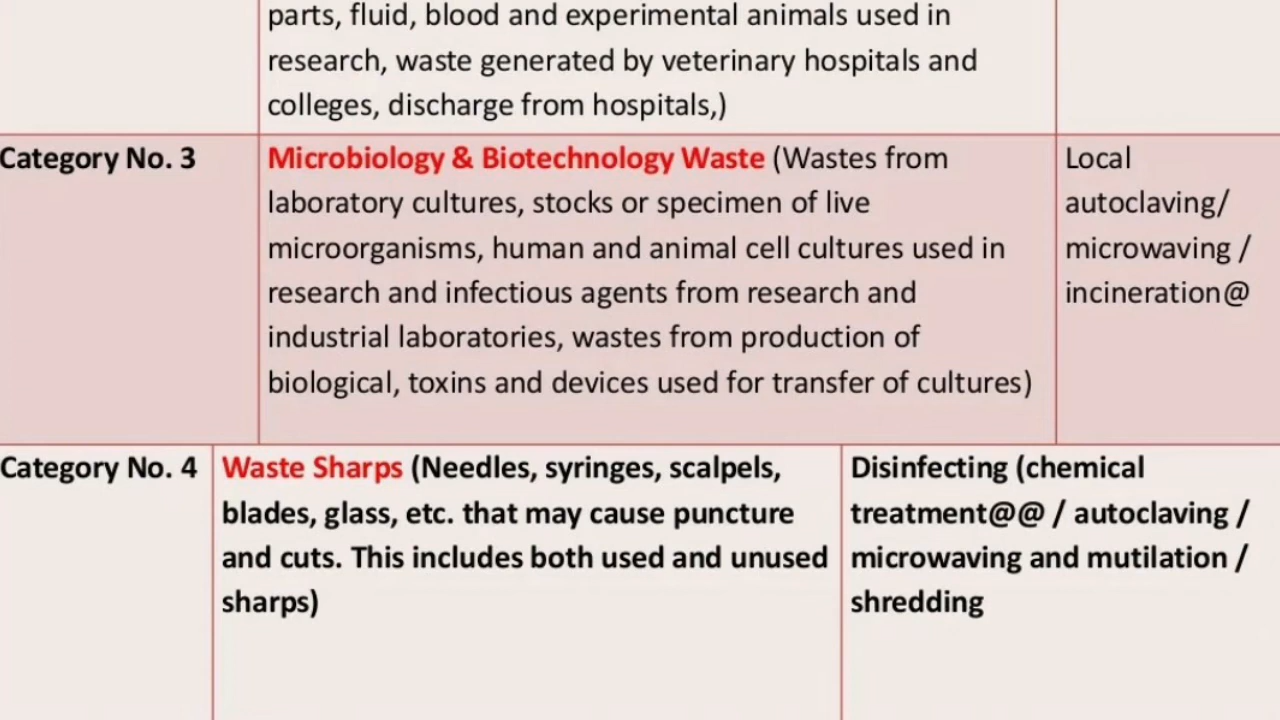 parts, fluid, blood and experimental animals used in
research, waste generated by veterinary hospitals and
colleges, discharge from hospitals,)
Category No. 3
Microbiology & Biotechnology Waste (Wastes from
laboratory cultures, stocks or specimen of live
microorganisms, human and animal cell cultures used in
research and infectious agents from research and
industrial laboratories, wastes from production of
biological, toxins and devices used for transfer of cultures)
Local
autoclaving/
microwaving /
incineration@
Category No. 4
Waste Sharps (Needles, syringes, scalpels,
blades, glass, etc. that may cause puncture
and cuts. This includes both used and unused
sharps)
Disinfecting (chemical
treatment@@ / autoclaving /
microwaving and mutilation /
shredding